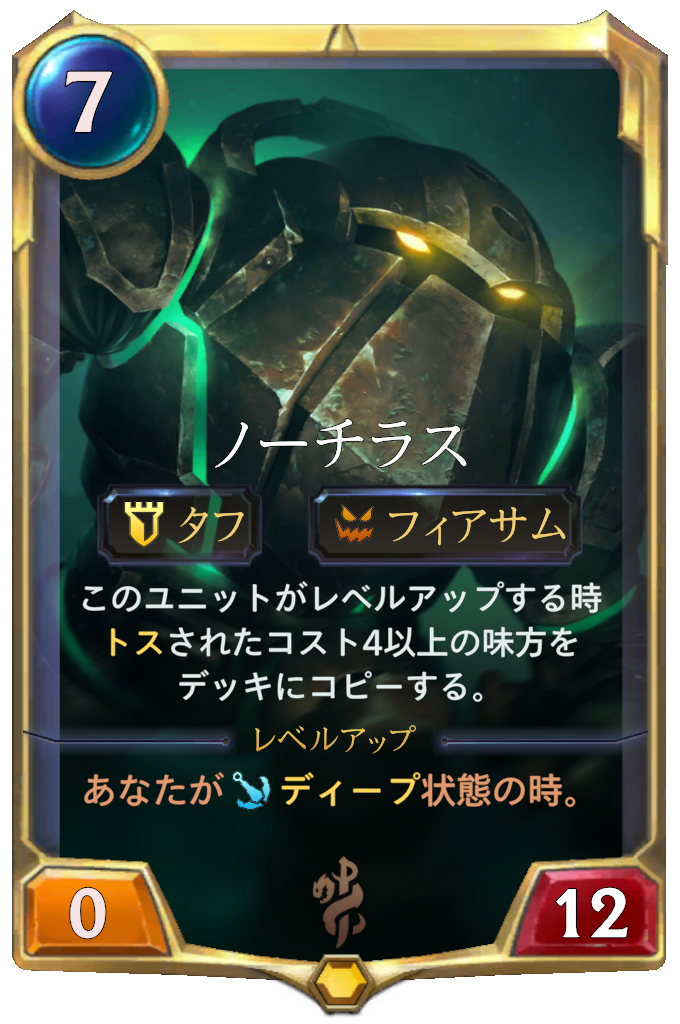 7
ノーチラス
タフ フィアサム
このユニットがレベルアップする時
トスされたコスト4以上の味方を
デッキにコピーする。
レベルアップ
あなたがディープ状態の時。
0 12